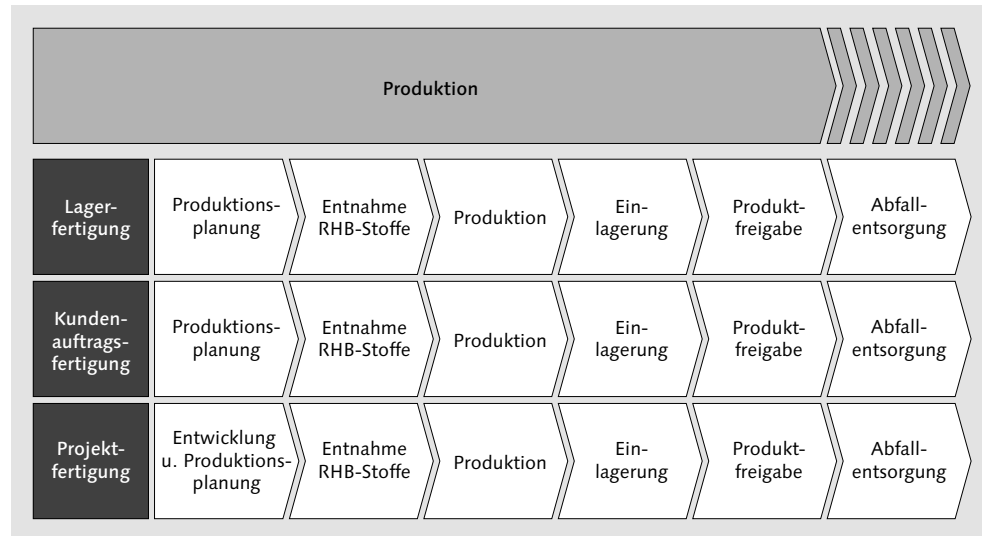 Produktion
Lager-
fertigung
Produktions-
planung
Entnahme
RHB-Stoffe
Produktion
Ein-
lagerung
Produkt-
freigabe
Abfall-
entsorgung
Kunden-
auftrags-
fertigung
Produktions-
planung
Entnahme
RHB-Stoffe
Produktion
Ein-
lagerung
Produkt-
freigabe
Abfall-
entsorgung
Projekt-
fertigung
Entwicklung
u. Produktions-
planung
Entnahme
RHB-Stoffe
Produktion
Ein-
lagerung
Produkt-
freigabe
Abfall-
entsorgung